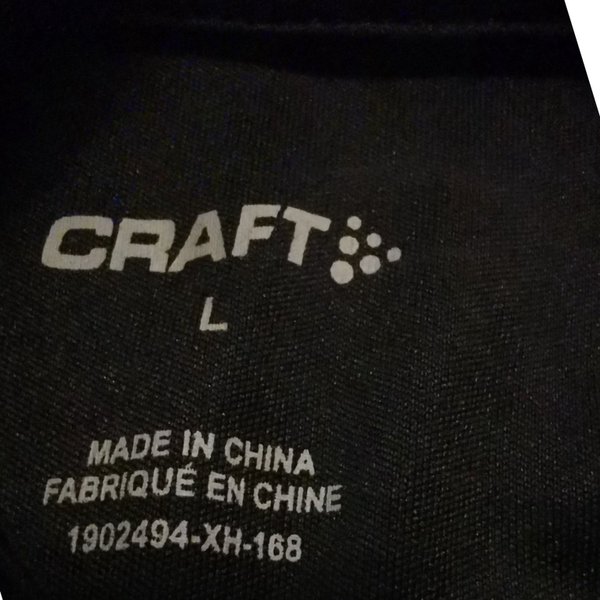 CRAFT
L
MADE IN CHINA
FABRIQUÉ EN CHINE
1902494-XH-168